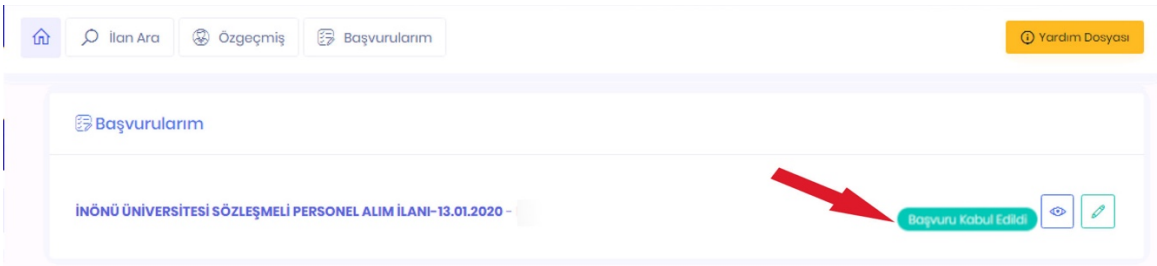 İlan Ara Özgeçmiş Başvurularım Yardım Dosyası
Başvurularım
İNÖNÜ ÜNİVERSİTESİ SÖZLEŞMELİ PERSONEL ALIM İLANI-13.01.2020 - Başvuru Kabul Edildi